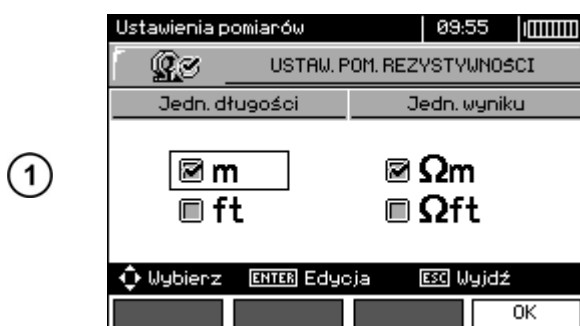 Ustawienia pomiarów 09:55
USTAW. POM. REZYSTYWNOŚCI
Jedn. długości Jedn. wyniku
1
m Ωm
ft Ωft
Wybierz ENTER Edycja ESC Wyjdź
OK